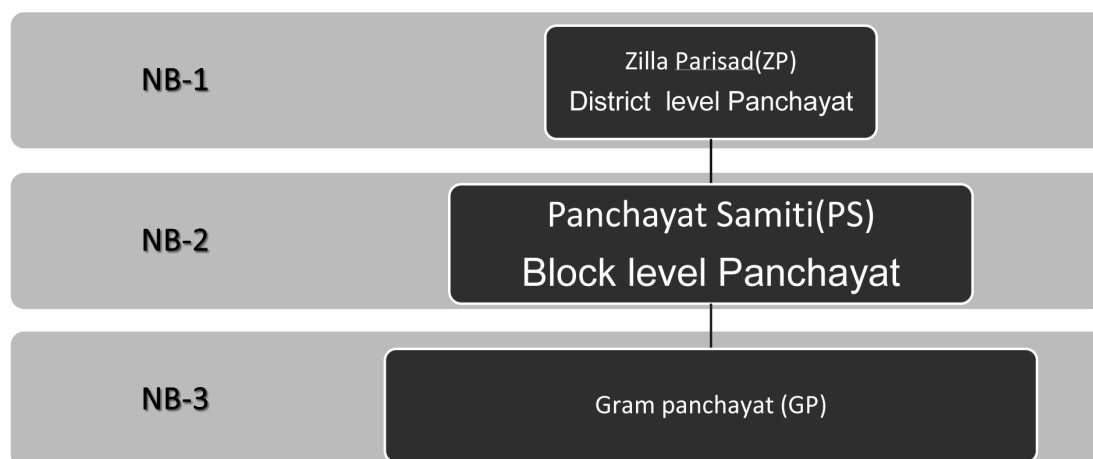 NB-1
Zilla Parisad(ZP)
District level Panchayat
NB-2
Panchayat Samiti(PS)
Block level Panchayat
NB-3
Gram panchayat (GP)